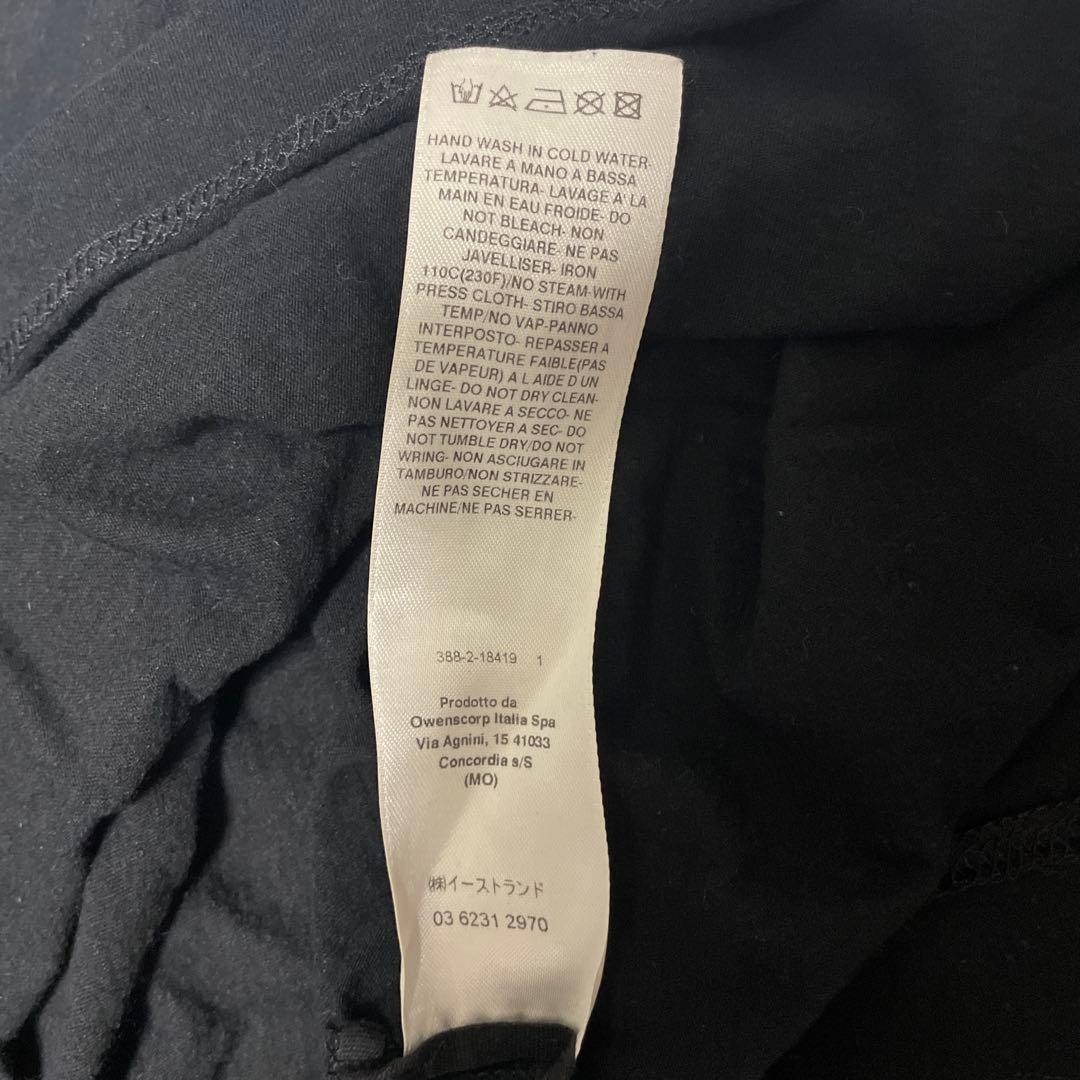 HAND WASH IN COLD WATER-
LAVARE A MANO A BASSA
TEMPERATURA- LAVAGE A' LA
MAIN EN EAU FROIDE- DO
NOT BLEACH- NON
CANDEGGIARE- NE PAS
JAVELLISER- IRON
110C(230F)/NO STEAM-WITH
PRESS CLOTH- STIRO BASSA
TEMP/NO VAP-PANNO
INTERPOSTO- REPASSER A
TEMPERATURE FAIBLE(PAS
DE VAPEUR) A L AIDE D UN
LINGE- DO NOT DRY CLEAN-
NON LAVARE A SECCO- NE
PAS NETTOYER A SEC- DO
NOT TUMBLE DRY/DO NOT
WRING- NON ASCIUGARE IN
TAMBURO/NON STRIZZARE-
NE PAS SECHER EN
MACHINE/NE PAS SERRER-
388-2-18419 1
Prodotto da
Owenscorp Italia Spa
Via Agnini, 15 41033
Concordia s/S
(MO)
㈱イーストランド
03 6231 2970